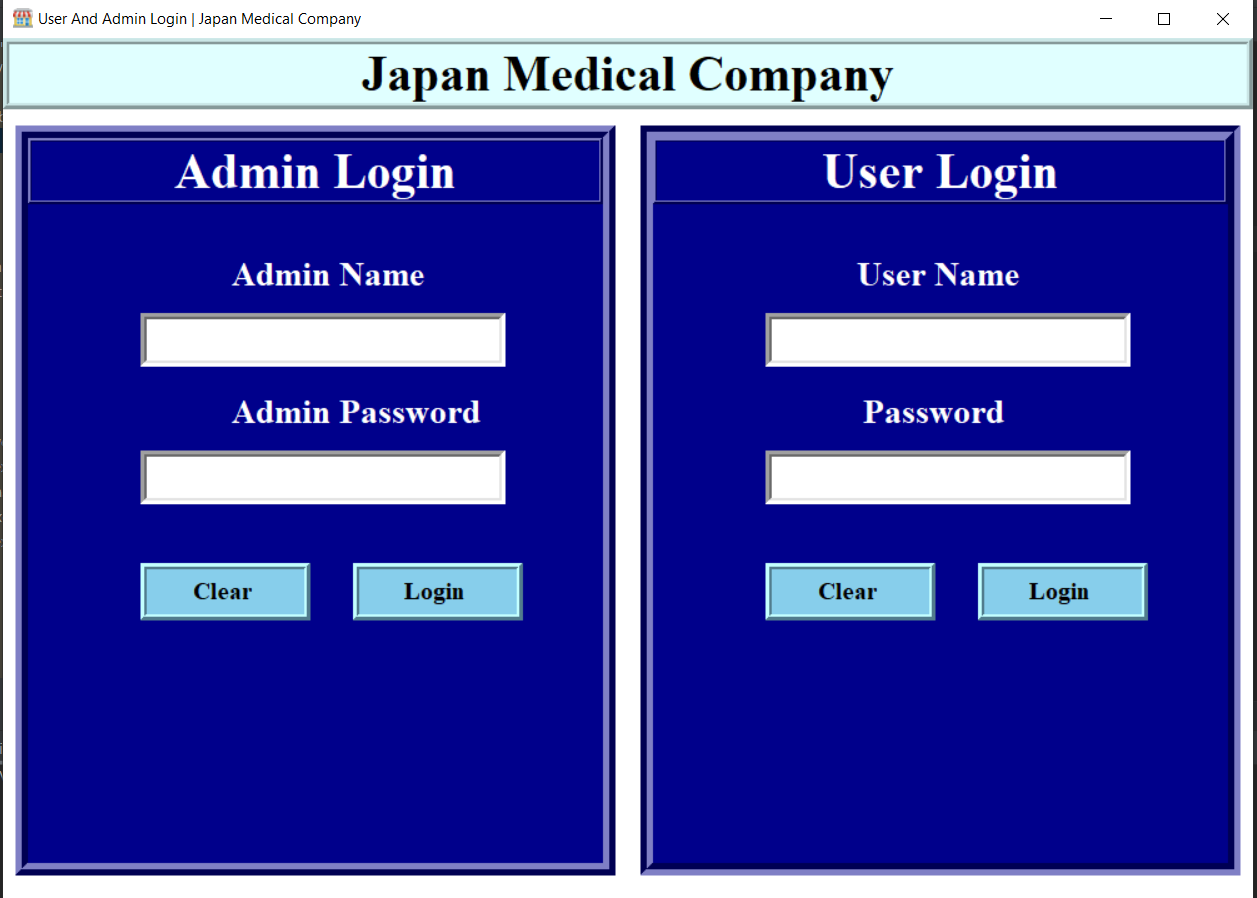 User And Admin Login | Japan Medical Company
Japan Medical Company
Admin Login
Admin Name
Admin Password
Clear Login
User Login
User Name
Password
Clear Login